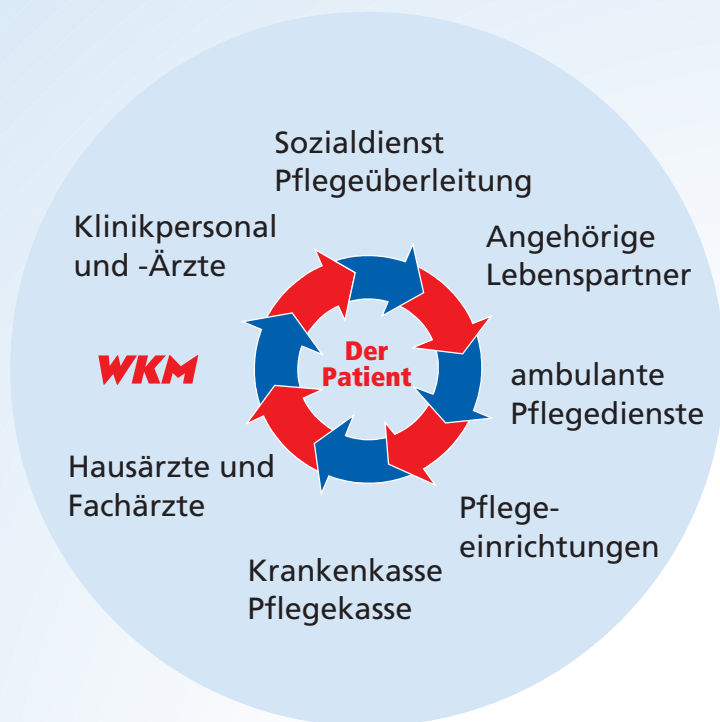 Sozialdienst
Pflegeüberleitung
Klinikpersonal
und -Ärzte
Angehörige
Lebenspartner
WKM
Der
Patient
ambulante
Pflegedienste
Hausärzte und
Fachärzte
Pflege-
einrichtungen
Krankenkasse
Pflegekasse